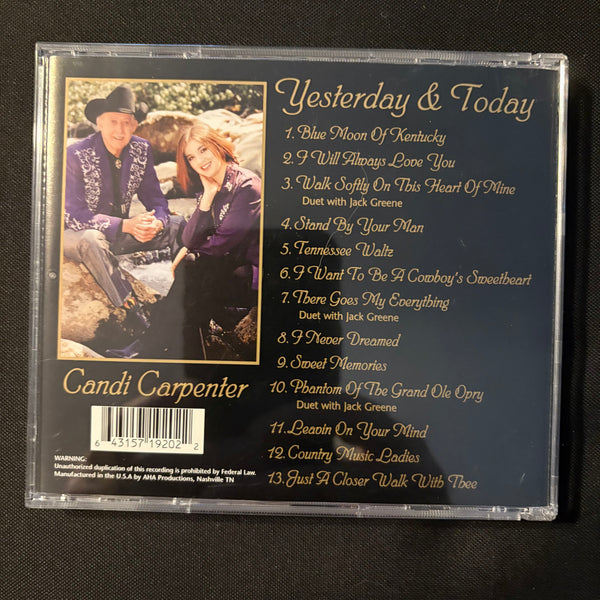 Yesterday & Today
1. Blue Moon Of Kentucky
2. I Will Always Love You
3. Walk Softly On This Heart Of Mine
Duet with Jack Greene
4. Stand By Your Man
5. Tennessee Waltz
6. I Want To Be A Cowboy's Sweetheart
7. There Goes My Everything
Duet with Jack Greene
8. I Never Dreamed
9. Sweet Memories
10. Phantom Of The Grand Ole Opry
Duet with Jack Greene
11. Leavin On Your Mind
12. Country Music Ladies
13. Just A Closer Walk With Thee
Candi Carpenter
6 43157 19202 2
WARNING:
Unauthorized duplication of this recording is prohibited by Federal Law.
Manufactured in the U.S.A by AHA Productions, Nashville TN